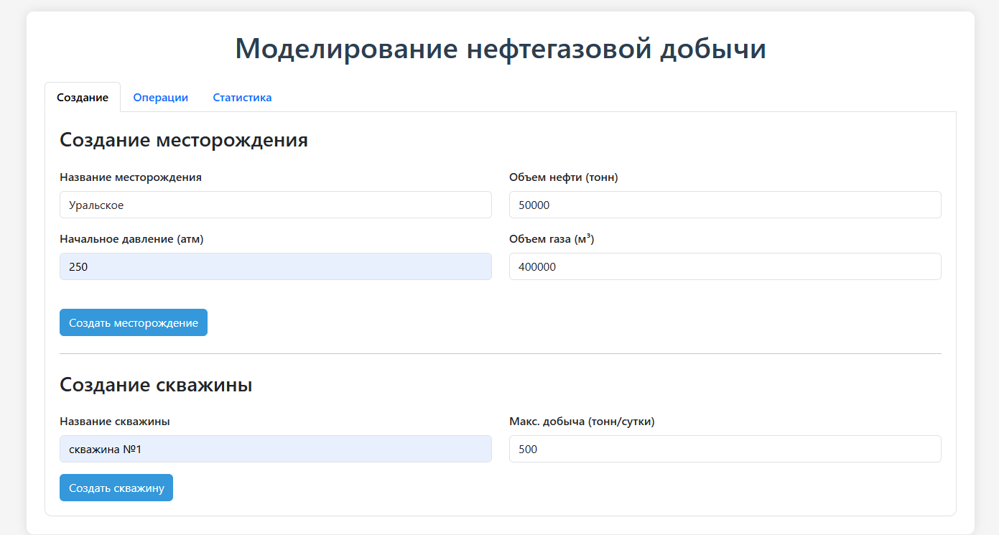 Моделирование нефтегазовой добычи
Создание Операции Статистика
Создание месторождения
Название месторождения Объем нефти (тонн)
Уральское 50000
Начальное давление (атм) Объем газа (м³)
250 400000
Создать месторождение
Создание скважины
Название скважины Макс. добыча (тонн/сутки)
скважина №1 500
Создать скважину